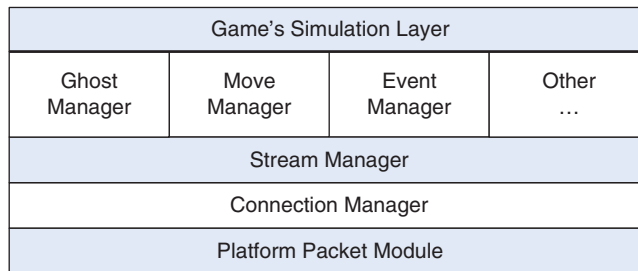 Game’s Simulation Layer
Ghost
Manager
Move
Manager
Event
Manager
Other
…
Stream Manager
Connection Manager
Platform Packet Module